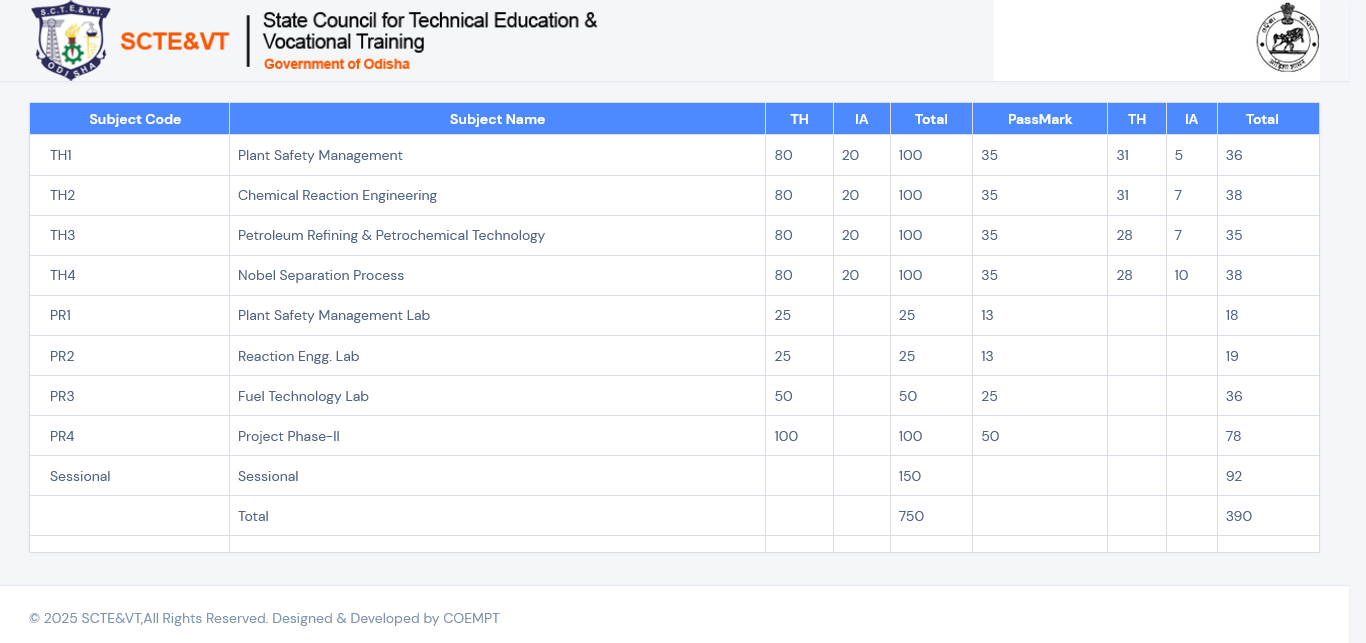 S.C.T.E.&V.T.
ODISHA
SCTE&VT
State Council for Technical Education &
Vocational Training
Government of Odisha
Subject Code Subject Name TH IA Total PassMark TH IA Total
TH1 Plant Safety Management 80 20 100 35 31 5 36
TH2 Chemical Reaction Engineering 80 20 100 35 31 7 38
TH3 Petroleum Refining & Petrochemical Technology 80 20 100 35 28 7 35
TH4 Nobel Separation Process 80 20 100 35 28 10 38
PR1 Plant Safety Management Lab 25 25 13 18
PR2 Reaction Engg. Lab 25 25 13 19
PR3 Fuel Technology Lab 50 50 25 36
PR4 Project Phase-II 100 100 50 78
Sessional Sessional 150 92
Total 750 390
© 2025 SCTE&VT,All Rights Reserved. Designed & Developed by COEMPT